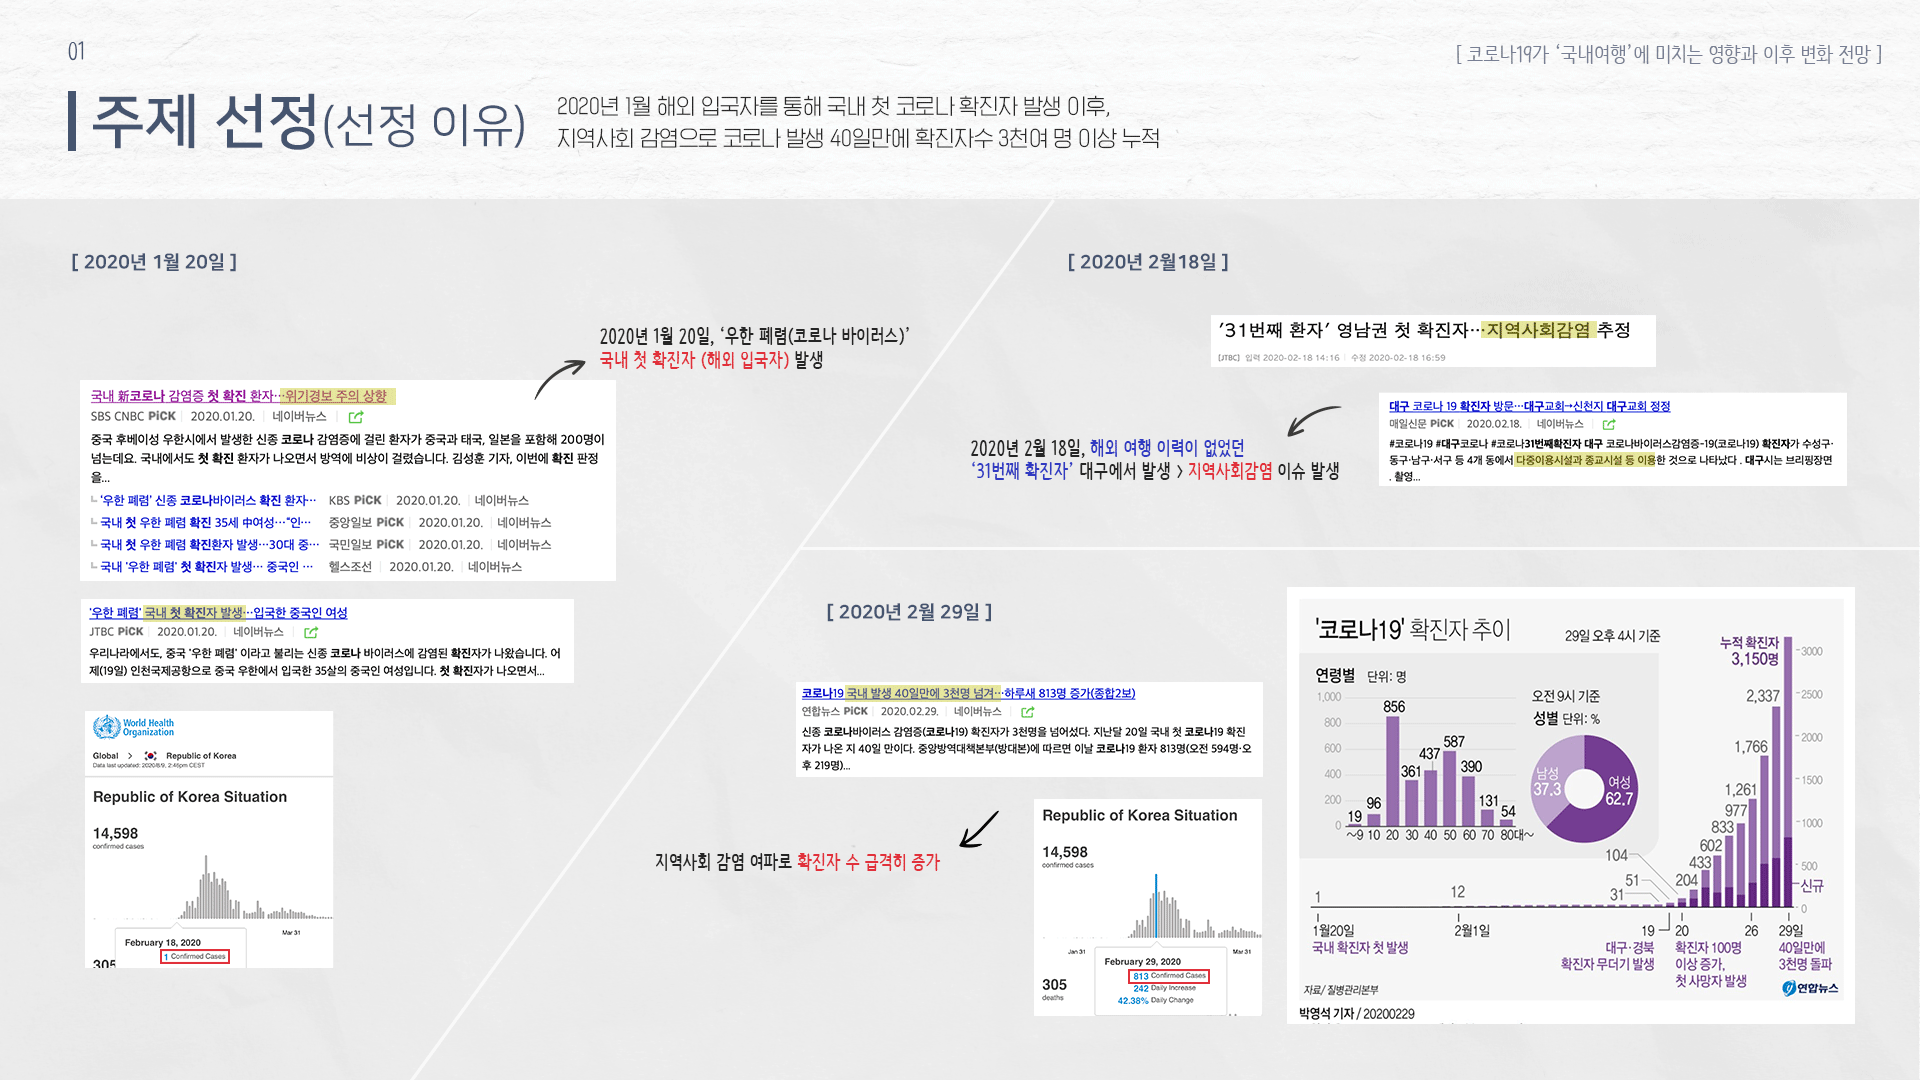 01
[ 코로나19가 ‘국내여행’에 미치는 영향과 이후 변화 전망 ]
주제 선정(선정 이유)
2020년 1월 해외 입국자를 통해 국내 첫 코로나 확진자 발생 이후,
지역사회 감염으로 코로나 발생 40일만에 확진자수 3천여 명 이상 누적
[ 2020년 1월 20일 ]
2020년 1월 20일, ‘우한 폐렴(코로나 바이러스)’
국내 첫 확진자 (해외 입국자) 발생
국내 新코로나 감염증 첫 확진 환자…위기경보 주의 상향
SBS CNBC PiCK 2020.01.20. 네이버뉴스
중국 후베이성 우한시에서 발생한 신종 코로나 감염증에 걸린 환자가 중국과 태국, 일본을 포함해 200명이
넘는데요. 국내에서도 첫 확진 환자가 나오면서 방역에 비상이 걸렸습니다. 김성훈 기자, 이번에 확진 판정
을...
'우한 폐렴' 신종 코로나바이러스 확진 환자… KBS PiCK 2020.01.20. 네이버뉴스
국내 첫 우한 폐렴 확진 35세 中여성…"인… 중앙일보 PiCK 2020.01.20. 네이버뉴스
국내 첫 우한 폐렴 확진환자 발생…30대 중… 국민일보 PiCK 2020.01.20. 네이버뉴스
국내 '우한 폐렴' 첫 확진자 발생… 중국인 … 헬스조선 2020.01.20. 네이버뉴스
'우한 폐렴' 국내 첫 확진자 발생…입국한 중국인 여성
JTBC PiCK 2020.01.20. 네이버뉴스
우리나라에서도, 중국 '우한 폐렴' 이라고 불리는 신종 코로나 바이러스에 감염된 확진자가 나왔습니다. 어
제(19일) 인천국제공항으로 중국 우한에서 입국한 35살의 중국인 여성입니다. 첫 확진자가 나오면서...
World Health
Organization
Global > Republic of Korea
Data last updated: 2020/8/9, 2:46pm CEST
Republic of Korea Situation
14,598
confirmed cases
Mar 31
February 18, 2020
1 Confirmed Cases
305
[ 2020년 2월18일 ]
'31번째 환자' 영남권 첫 확진자…지역사회감염 추정
[JTBC] 입력 2020-02-18 14:16 수정 2020-02-18 16:59
대구 코로나 19 확진자 방문…대구교회→신천지 대구교회 정정
매일신문 PiCK 2020.02.18. 네이버뉴스
#코로나19 #대구코로나 #코로나31번째확진자 대구 코로나바이러스감염증-19(코로나19) 확진자가 수성구·
동구·남구·서구 등 4개 동에서 다중이용시설과 종교시설 등 이용한 것으로 나타났다 . 대구시는 브리핑장면
. 촬영...
2020년 2월 18일, 해외 여행 이력이 없었던
‘31번째 확진자’ 대구에서 발생 > 지역사회감염 이슈 발생
[ 2020년 2월 29일 ]
코로나19 국내 발생 40일만에 3천명 넘겨…하루새 813명 증가(종합2보)
연합뉴스 PiCK 2020.02.29. 네이버뉴스
신종 코로나바이러스 감염증(코로나19) 확진자가 3천명을 넘어섰다. 지난달 20일 국내 첫 코로나19 확진
자가 나온 지 40일 만이다. 중앙방역대책본부(방대본)에 따르면 이날 코로나19 환자 813명(오전 594명·오
후 219명)...
지역사회 감염 여파로 확진자 수 급격히 증가
Republic of Korea Situation
14,598
confirmed cases
Jan 31
Mar 31
February 29, 2020
813 Confirmed Cases
242 Daily Increase
42.38% Daily Change
305
deaths
'코로나19' 확진자 추이
29일 오후 4시 기준
연령별 단위: 명
1,000
800
600
400
200
0
19 96 856 361 437 587 390 131 54
~9 10 20 30 40 50 60 70 80대~
오전 9시 기준
성별 단위: %
남성
37.3
여성
62.7
누적 확진자
3,150명
2,337
1,766
1,261
977
833
602
433
204
104
51
31
12
1
3000
2500
2000
1500
1000
500
0
신규
1월20일 2월1일 19 20 26 29일
국내 확진자 첫 발생
대구·경북
확진자 무더기 발생
확진자 100명
이상 증가,
첫 사망자 발생
40일만에
3천명 돌파
자료/ 질병관리본부
연합뉴스
박영석 기자 / 20200229